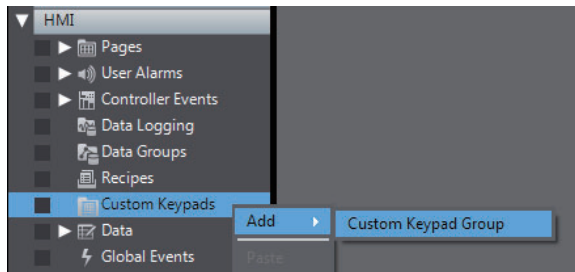 HMI
Pages
User Alarms
Controller Events
Data Logging
Data Groups
Recipes
Custom Keypads
Add
Custom Keypad Group
Data
Global Events
Paste